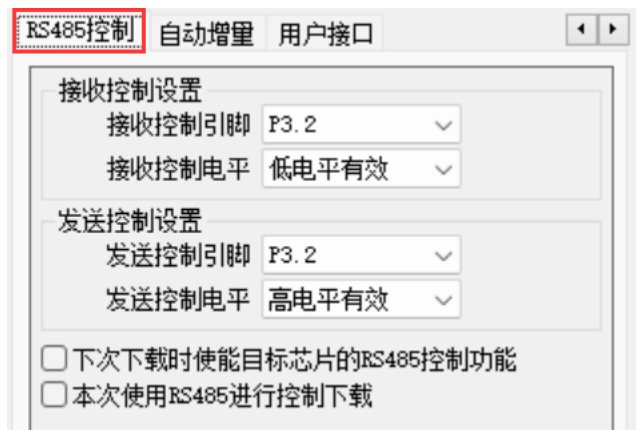 RS485控制 自动增量 用户接口
接收控制设置
接收控制引脚 P3.2
接收控制电平 低电平有效
发送控制设置
发送控制引脚 P3.2
发送控制电平 高电平有效
下次下载时使能目标芯片的RS485控制功能
本次使用RS485进行控制下载